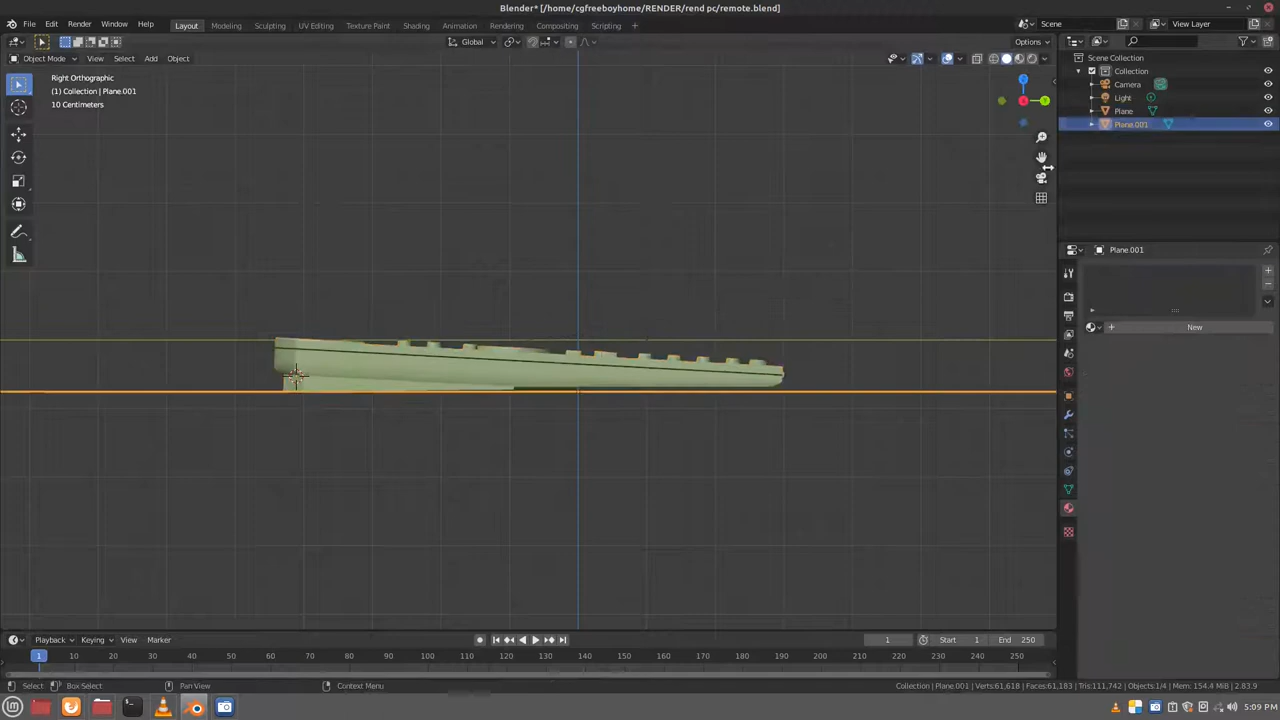 Blender* [/home/cgfreeboyhome/RENDER/rend pc/remote.blend]
File Edit Render Window Help Layout Modeling Sculpting UV Editing Texture Paint Shading Animation Rendering Compositing Scripting + Scene View Layer
Global Options
Object Mode View Select Add Object
Scene Collection
Collection
Camera
Light
Plane
Plane.001
Right Orthographic
(1) Collection | Plane.001
10 Centimeters
Plane.001
New
Playback Keying View Marker 1 Start 1 End 250
1 10 20 30 40 50 60 70 80 90 100 110 120 130 140 150 160 170 180 190 200 210 220 230 240 250
Select Box Select Pan View Context Menu Collection | Plane.001 | Verts:61,618 | Faces:61,183 | Tris:111,742 | Objects:1/4 | Mem: 154.4 MiB | 2.83.9
5:09 PM